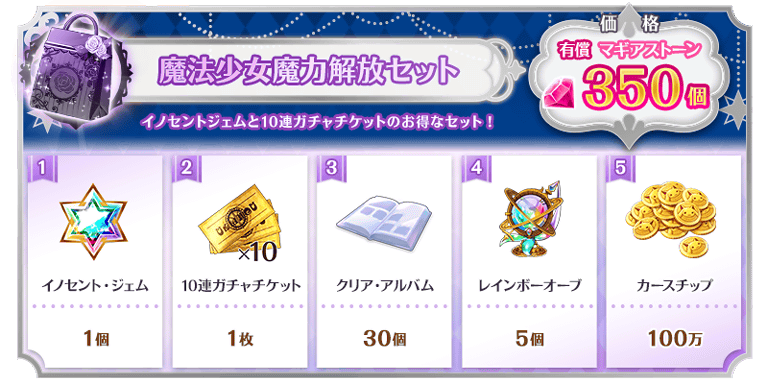 価格
魔法少女魔力解放セット
有償 マギアストーン
350個
イノセントジェムと10連ガチャチケットのお得なセット！
1
2
3
4
5
×10
イノセント・ジェム
10連ガチャチケット
クリア・アルバム
レインボーオーブ
カースチップ
1個
1枚
30個
5個
100万